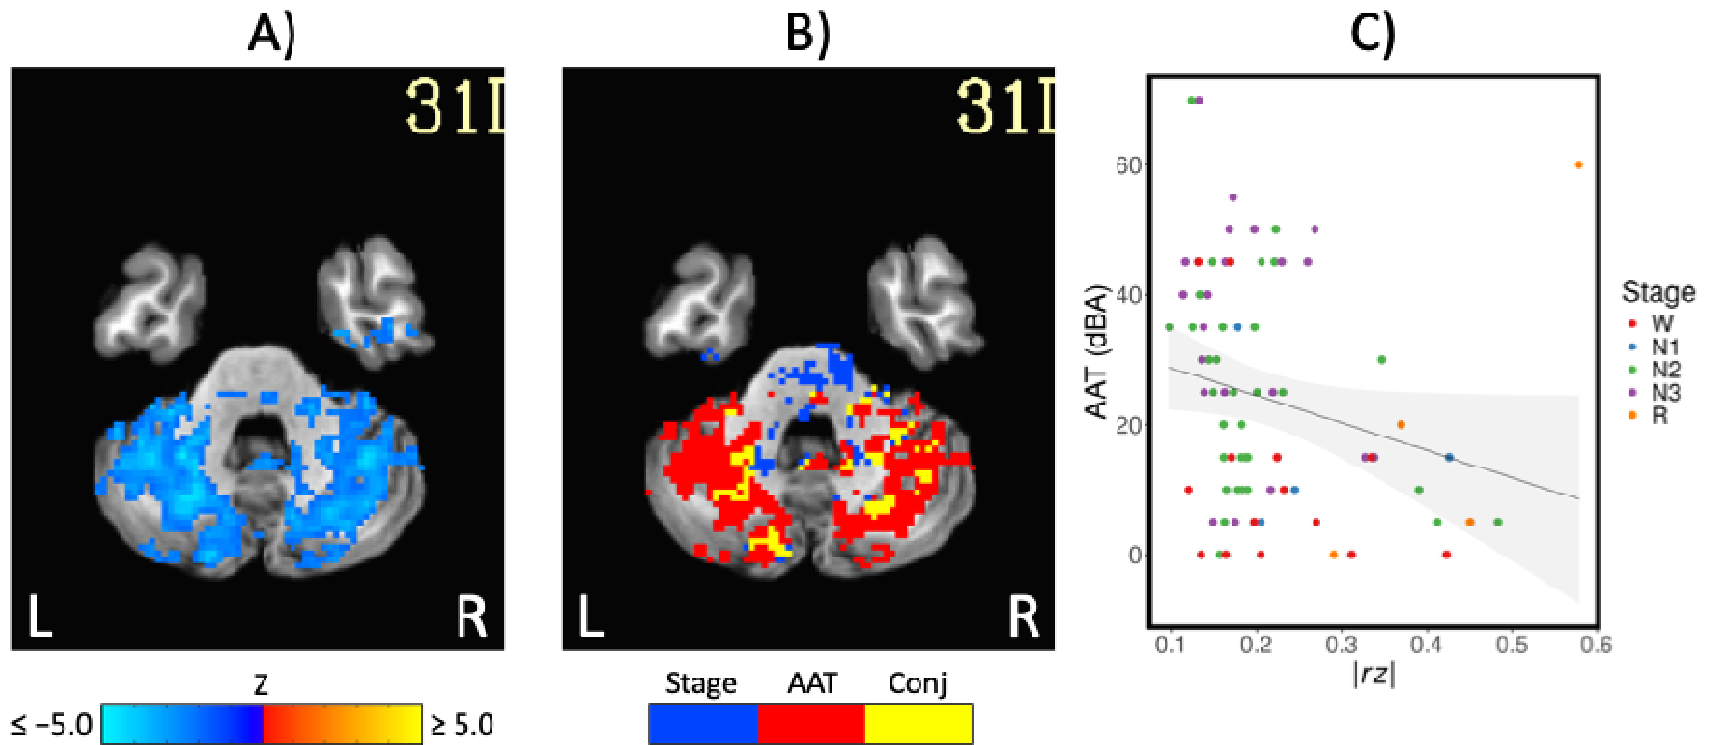 A)
B)
C)
31I
31I
L
R
L
R
z
≤ −5.0
≥ 5.0
Stage
AAT
Conj
AAT (dBA)
60
40
20
0
0.1
0.2
0.3
0.4
0.5
0.6
|rz|
Stage
W
N1
N2
N3
R